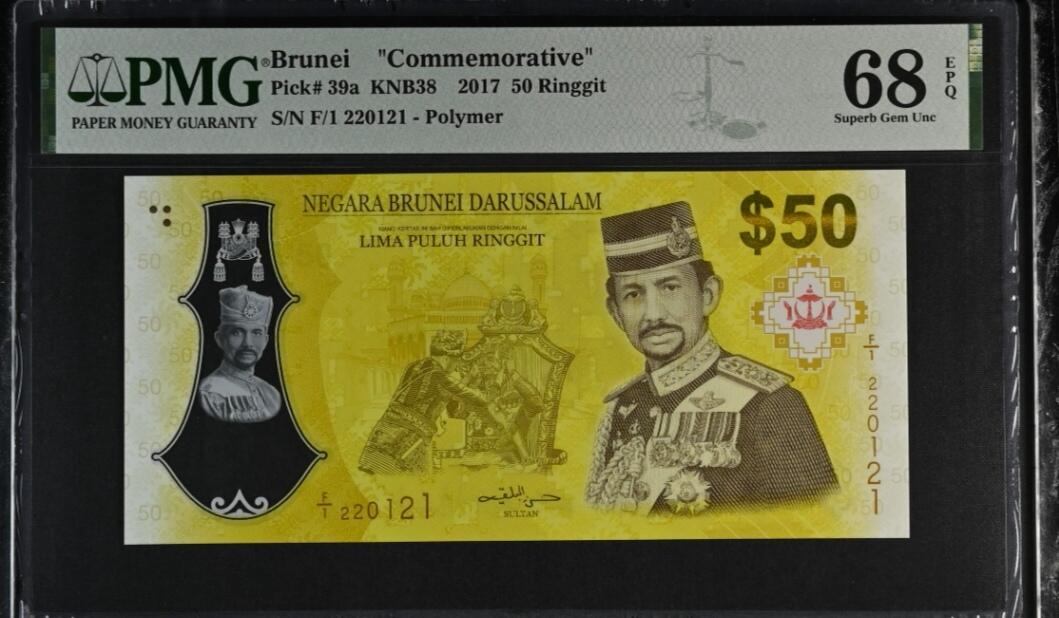 PMG®
PAPER MONEY GUARANTY
Brunei "Commemorative"
Pick# 39a KNB38 2017 50 Ringgit
S/N F/1 220121 - Polymer
68
EPQ
Superb Gem Unc
NEGARA BRUNEI DARUSSALAM
LIMA PULUH RINGGIT
$50
F/1 220121
F/1 220121
SULTAN